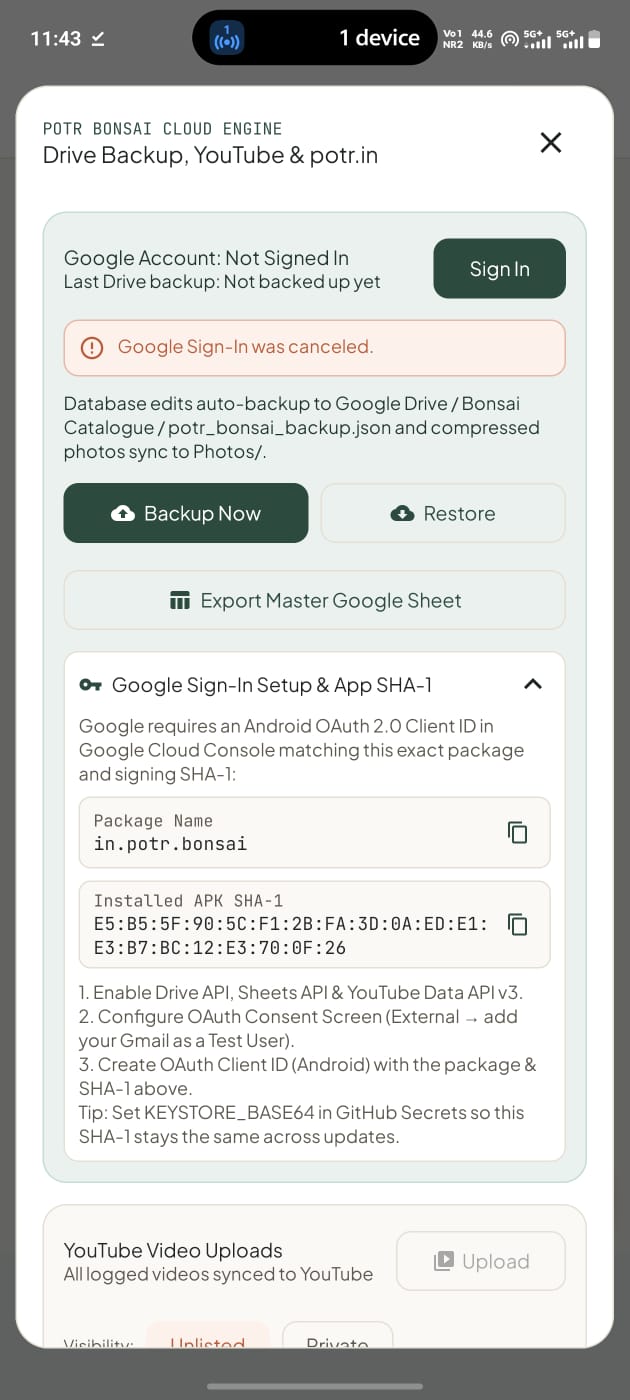 11:43
1
1 device
Vo1 NR2
44.6 KB/s
5G+
5G+
POTR BONSAI CLOUD ENGINE
Drive Backup, YouTube & potr.in
Google Account: Not Signed In
Last Drive backup: Not backed up yet
Sign In
Google Sign-In was canceled.
Database edits auto-backup to Google Drive / Bonsai
Catalogue / potr_bonsai_backup.json and compressed
photos sync to Photos/.
Backup Now
Restore
Export Master Google Sheet
Google Sign-In Setup & App SHA-1
Google requires an Android OAuth 2.0 Client ID in
Google Cloud Console matching this exact package
and signing SHA-1:
Package Name
in.potr.bonsai
Installed APK SHA-1
E5:B5:5F:90:5C:F1:2B:FA:3D:0A:ED:E1:
E3:B7:BC:12:E3:70:0F:26
1. Enable Drive API, Sheets API & YouTube Data API v3.
2. Configure OAuth Consent Screen (External → add
your Gmail as a Test User).
3. Create OAuth Client ID (Android) with the package &
SHA-1 above.
Tip: Set KEYSTORE_BASE64 in GitHub Secrets so this
SHA-1 stays the same across updates.
YouTube Video Uploads
All logged videos synced to YouTube
Upload
Visibility:
Unlisted
Private